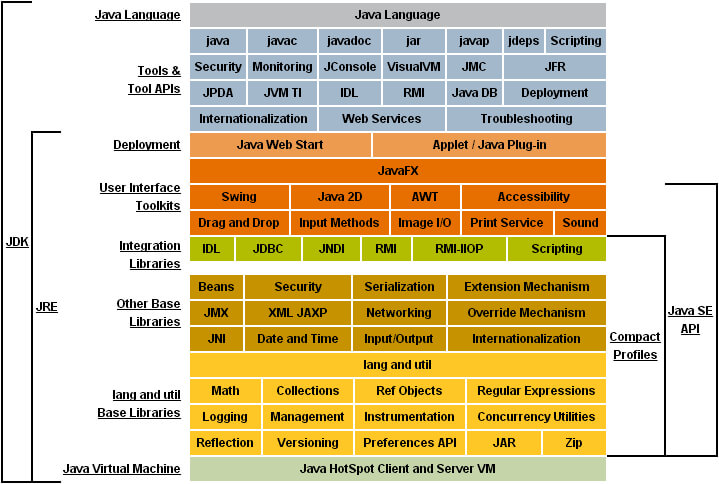 Java Language Java Language
java javac javadoc jar javap jdeps Scripting
Security Monitoring JConsole VisualVM JMC JFR
Tools &
Tool APIs
JPDA JVM TI IDL RMI Java DB Deployment
Internationalization Web Services Troubleshooting
Deployment Java Web Start Applet / Java Plug-in
JavaFX
User Interface
Toolkits
Swing Java 2D AWT Accessibility
Drag and Drop Input Methods Image I/O Print Service Sound
Integration
Libraries
IDL JDBC JNDI RMI RMI-IIOP Scripting
JDK
Beans Security Serialization Extension Mechanism
Other Base
Libraries
JMX XML JAXP Networking Override Mechanism
JRE
Java SE
API
JNI Date and Time Input/Output Internationalization
Compact
Profiles
lang and util
lang and util
Base Libraries
Math Collections Ref Objects Regular Expressions
Logging Management Instrumentation Concurrency Utilities
Reflection Versioning Preferences API JAR Zip
Java Virtual Machine Java HotSpot Client and Server VM